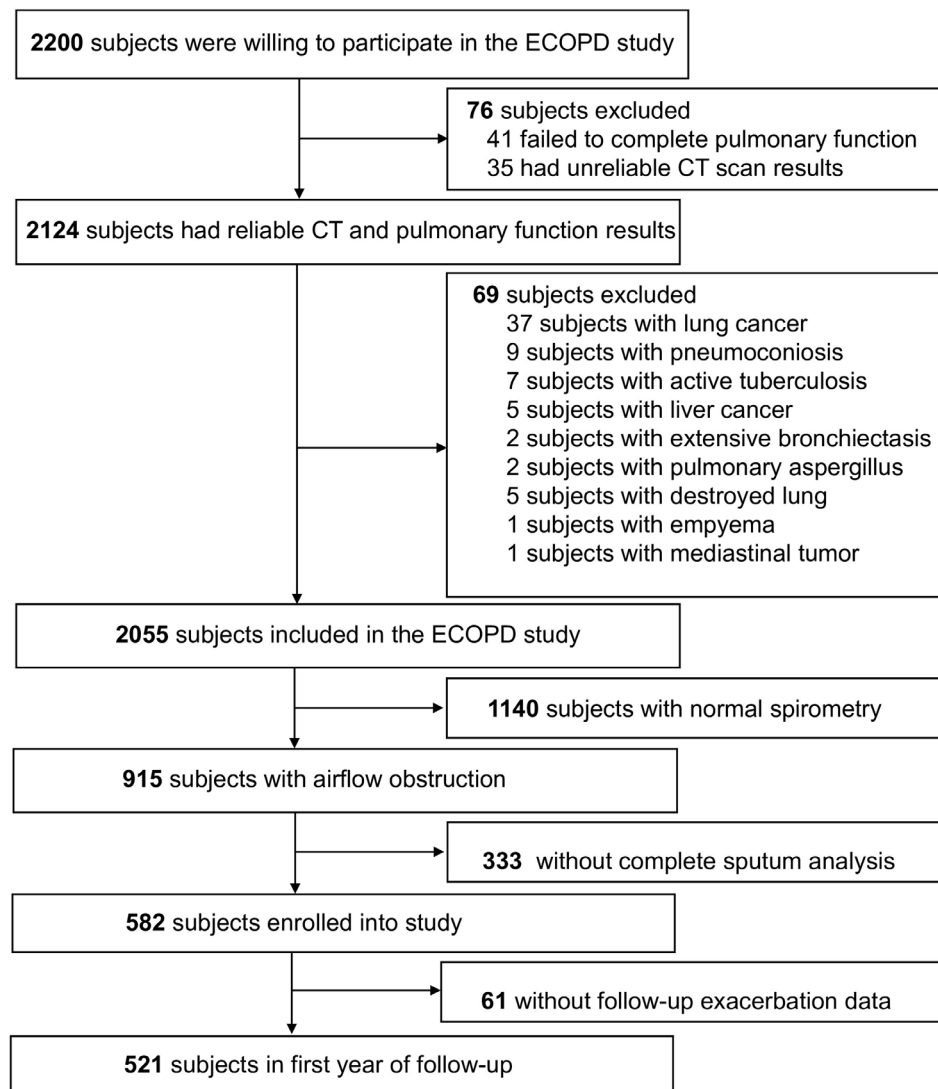 2200 subjects were willing to participate in the ECOPD study
76 subjects excluded
41 failed to complete pulmonary function
35 had unreliable CT scan results
2124 subjects had reliable CT and pulmonary function results
69 subjects excluded
37 subjects with lung cancer
9 subjects with pneumoconiosis
7 subjects with active tuberculosis
5 subjects with liver cancer
2 subjects with extensive bronchiectasis
2 subjects with pulmonary aspergillus
5 subjects with destroyed lung
1 subjects with empyema
1 subjects with mediastinal tumor
2055 subjects included in the ECOPD study
1140 subjects with normal spirometry
915 subjects with airflow obstruction
333 without complete sputum analysis
582 subjects enrolled into study
61 without follow-up exacerbation data
521 subjects in first year of follow-up